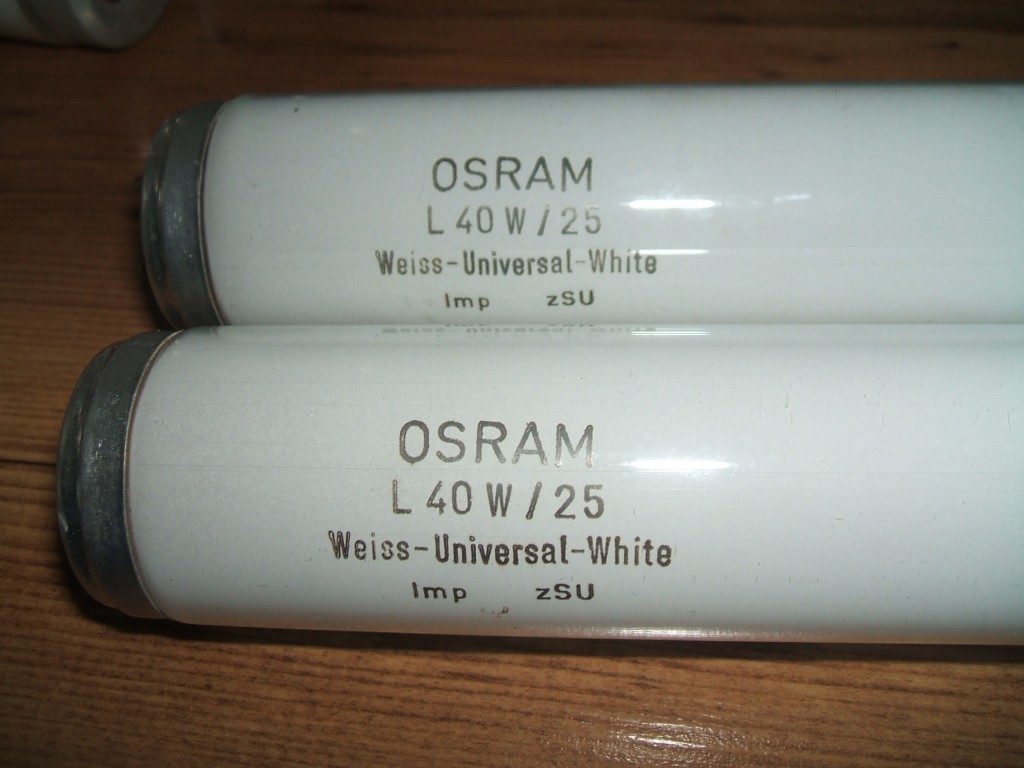 OSRAM
L 40 W / 25
Weiss-Universal-White
Imp zSU
OSRAM
L 40 W / 25
Weiss-Universal-White
Imp zSU